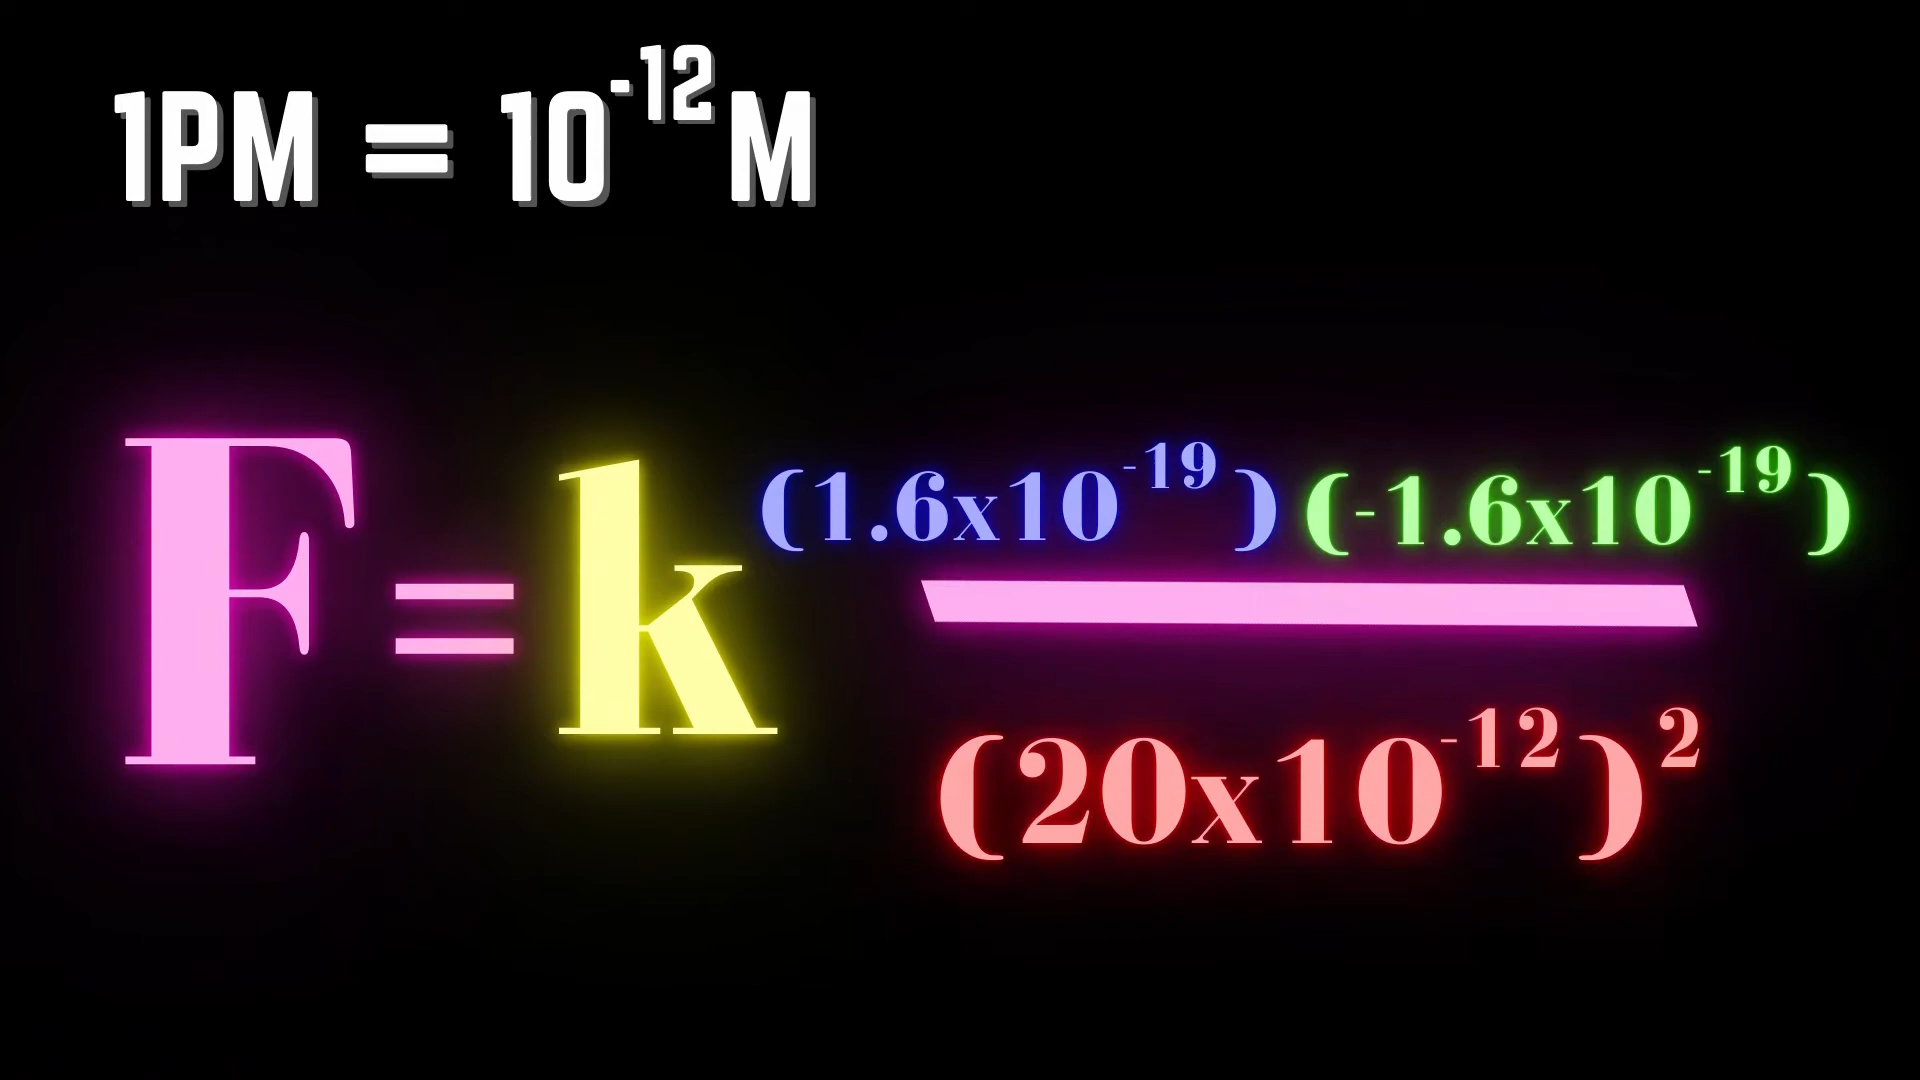 1PM = 10⁻¹²M
(1.6x10⁻¹⁹) (-1.6x10⁻¹⁹)
F=k
(20x10⁻¹²)²